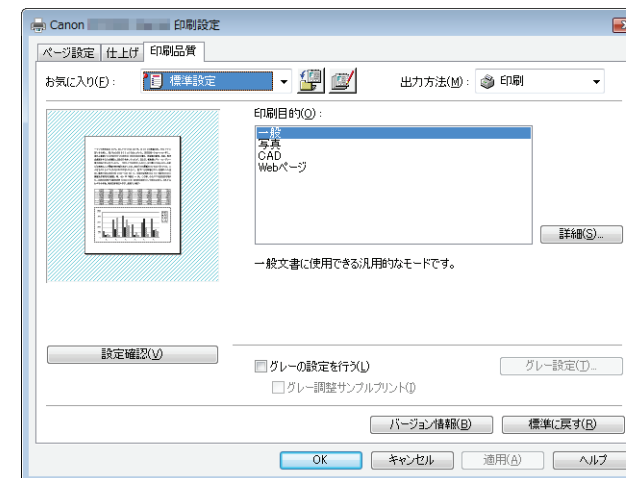 Canon 印刷設定
ページ設定 仕上げ 印刷品質
お気に入り(F): 標準設定 出力方法(M): 印刷
印刷目的(O):
一般
写真
CAD
Webページ
詳細(S)...
一般文書に使用できる汎用的なモードです。
設定確認(V)
グレーの設定を行う(L) グレー設定(T)...
グレー調整サンプルプリント(I)
バージョン情報(B) 標準に戻す(R)
OK キャンセル 適用(A) ヘルプ